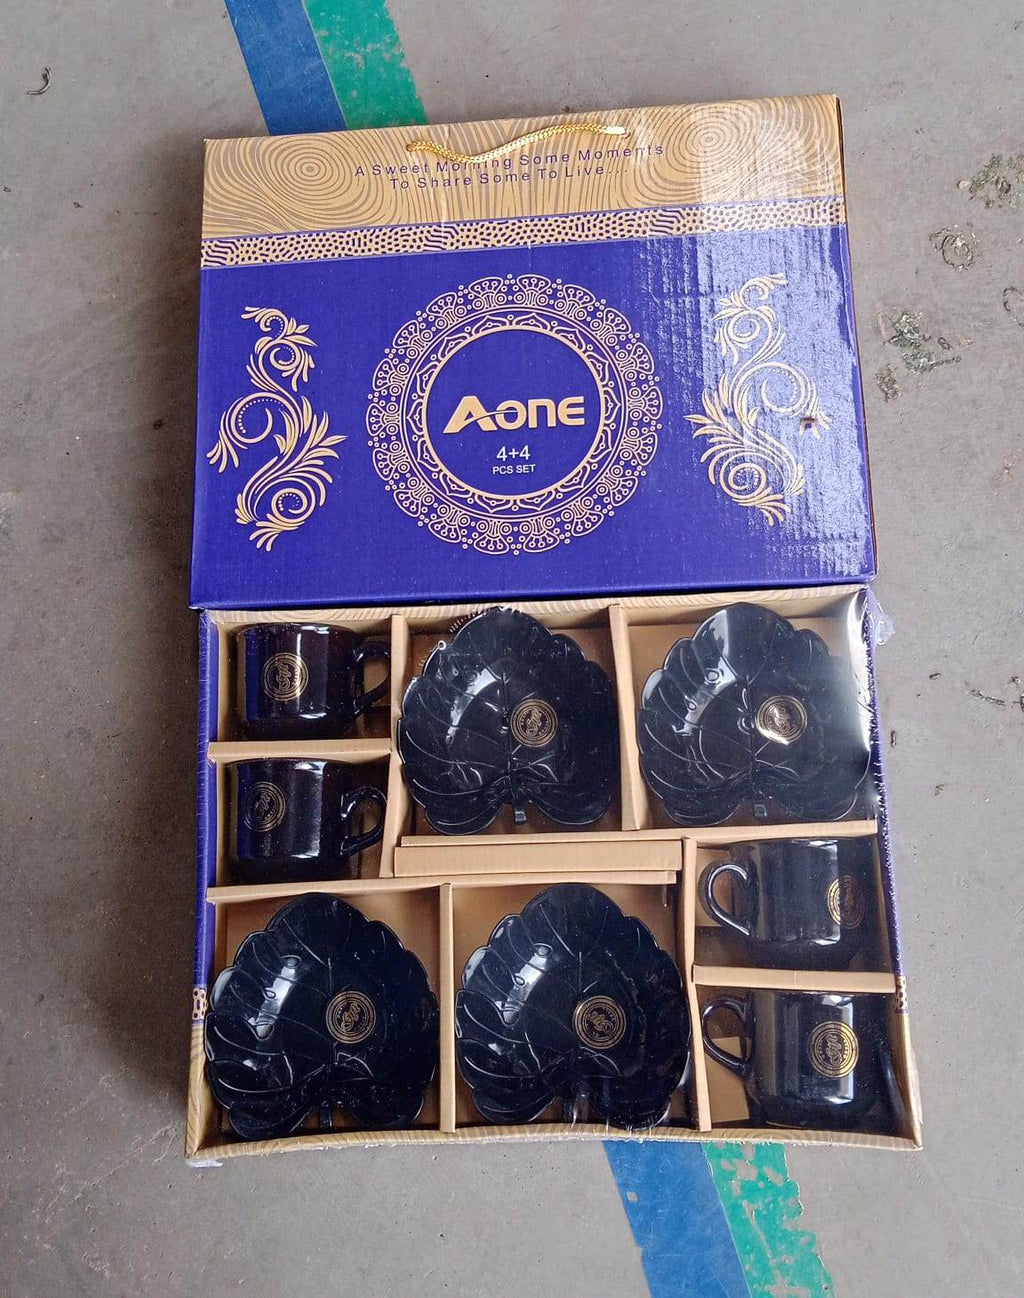 A Sweet Morning Some Moments
To Share Some To Live....
AONE
4+4
PCS SET